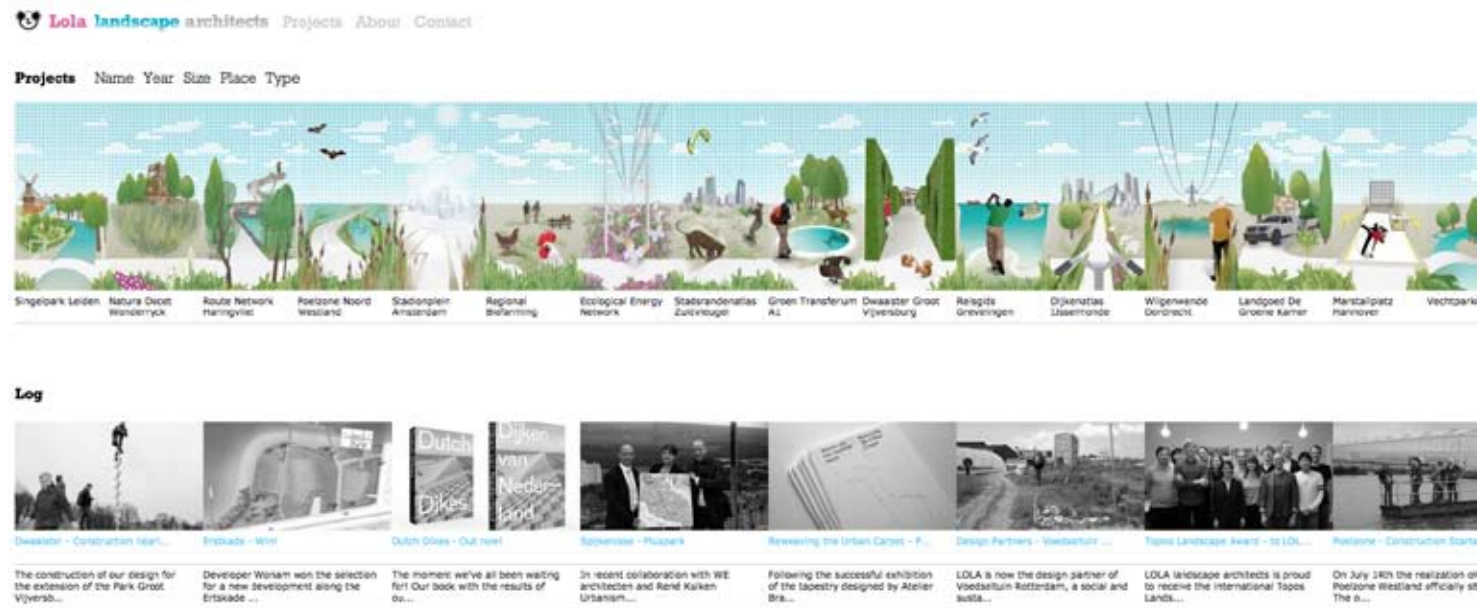 Lola landscape architects Projects About Contact
Projects Name Year Size Place Type
Singelpark Leiden
Natura Docet Wonderryck
Route Network Haringvliet
Poelzone Noord Westland
Stadionplein Amsterdam
Regional Biofarming
Ecological Energy Network
Stadsrandenatlas Zuidvleugel
Groen Transferium A1
Dwaalster Groot Vijversburg
Reisgids Grevelingen
Dijkenatlas IJsselmonde
Wilgenwende Dordrecht
Landgoed De Groene Kamer
Marstallplatz Hannover
Vechtpark
Log
Dutch Dikes
Dijken van Neder- land
Dwaalster - Construction near...
Ertskade - Win!
Dutch Dikes - Out now!
Spijkenisse - Pluspark
Reweaving the Urban Carpet - P...
Design Partners - Voedseltuin ...
Topos Landscape Award - to LOL...
Poelzone - Construction Starts
The construction of our design for
the extension of the Park Groot
Vijversb...
Developer Wonam won the selection
for a new development along the
Ertskade ...
The moment we've all been waiting
for! Our book with the results of
ou...
In recent collaboration with WE
architecten and René Kuiken
Urbanism...
Following the successful exhibition
of the tapestry designed by Atelier
Bra...
LOLA is now the design partner of
Voedseltuin Rotterdam, a social and
susta...
LOLA landscape architects is proud
to receive the international Topos
Lands...
On July 14th the realization of
Poelzone Westland officially s
The o...